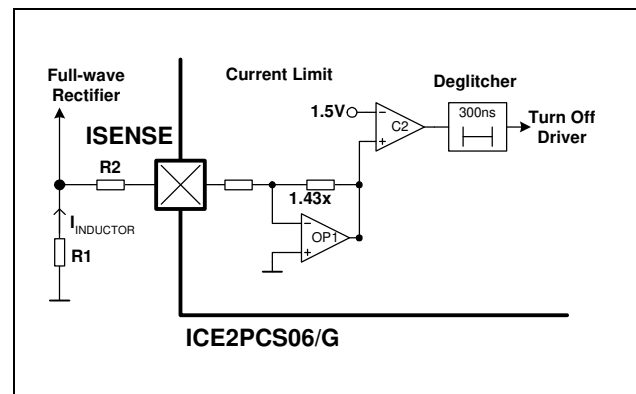 Full-wave
Rectifier
Current Limit
Deglitcher
ISENSE
1.5V
C2
300ns
Turn Off
Driver
R2
1.43x
I_INDUCTOR
OP1
R1
ICE2PCS06/G